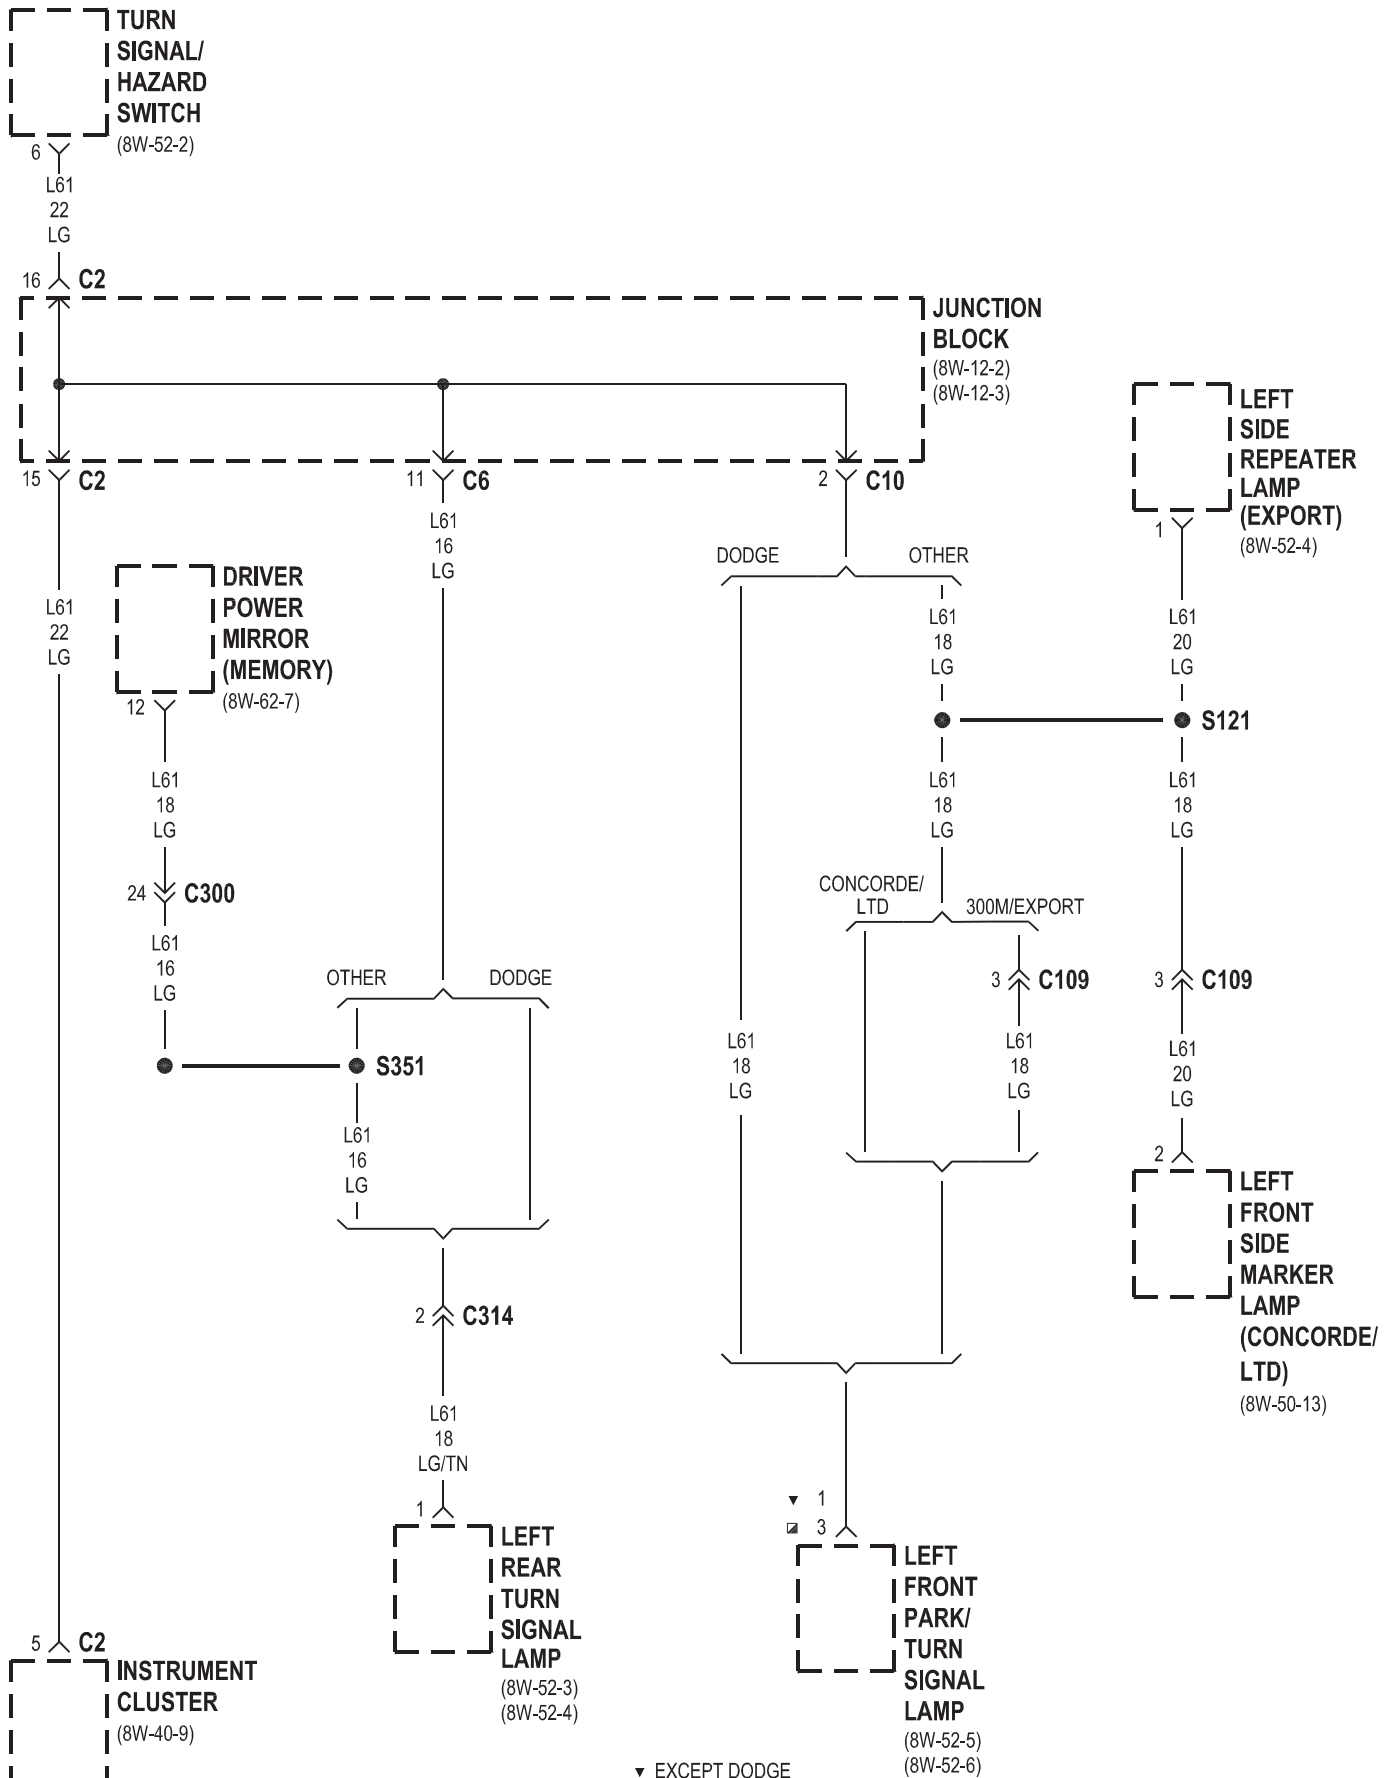 TURN
SIGNAL/
HAZARD
SWITCH
(8W-52-2)
6
L61
22
LG
16 C2
JUNCTION
BLOCK
(8W-12-2)
(8W-12-3)
15 C2
11 C6
2 C10
LEFT
SIDE
REPEATER
LAMP
(EXPORT)
(8W-52-4)
1
L61
16
LG
DODGE OTHER
DRIVER
POWER
MIRROR
(MEMORY)
(8W-62-7)
12
L61
22
LG
L61
18
LG
L61
20
LG
S121
L61
18
LG
L61
18
LG
L61
18
LG
24 C300
L61
16
LG
CONCORDE/
LTD
300M/EXPORT
3 C109
3 C109
OTHER DODGE
S351
L61
16
LG
L61
18
LG
L61
18
LG
L61
20
LG
2
LEFT
FRONT
SIDE
MARKER
LAMP
(CONCORDE/
LTD)
(8W-50-13)
2 C314
L61
18
LG/TN
1
LEFT
REAR
TURN
SIGNAL
LAMP
(8W-52-3)
(8W-52-4)
▼ 1
◪ 3
LEFT
FRONT
PARK/
TURN
SIGNAL
LAMP
(8W-52-5)
(8W-52-6)
5 C2
INSTRUMENT
CLUSTER
(8W-40-9)
▼ EXCEPT DODGE